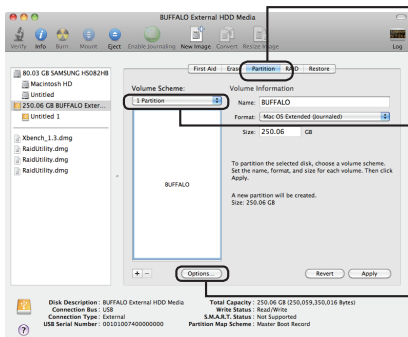 BUFFALO External HDD Media
Verify Info Burn Mount Eject Enable Journaling New Image Convert Resize Image Log
80.03 GB SAMSUNG HS082HB
Macintosh HD
Untitled
250.06 GB BUFFALO Exter...
Untitled 1
Xbench_1.3.dmg
RaidUtility.dmg
RaidUtility.dmg
RaidUtility.dmg
First Aid Erase Partition RAID Restore
Volume Scheme:
1 Partition
BUFFALO
+ −
Options...
Volume Information
Name: BUFFALO
Format: Mac OS Extended (Journaled)
Size: 250.06 GB
To partition the selected disk, choose a volume scheme.
Set the name, format, and size for each volume. Then click
Apply.
A new partition will be created.
Size: 250.06 GB
Revert Apply
Disk Description : BUFFALO External HDD Media
Connection Bus : USB
Connection Type : External
USB Serial Number : 00101007400000000
Total Capacity : 250.06 GB (250,059,350,016 Bytes)
Write Status : Read/Write
S.M.A.R.T. Status : Not Supported
Partition Map Scheme : Master Boot Record
?